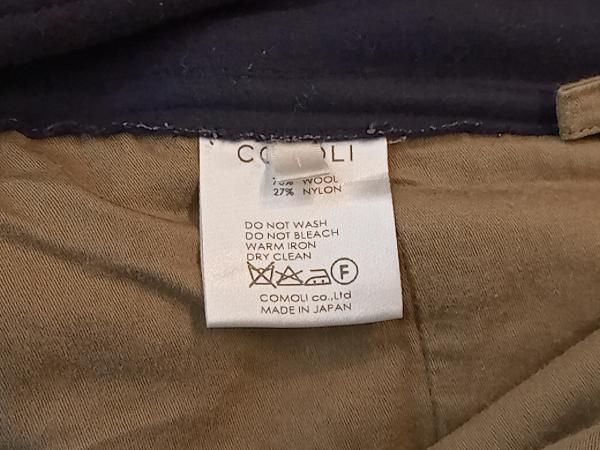 COMOLI
WOOL
27% NYLON
DO NOT WASH
DO NOT BLEACH
WARM IRON
DRY CLEAN
F
COMOLI co.,Ltd
MADE IN JAPAN